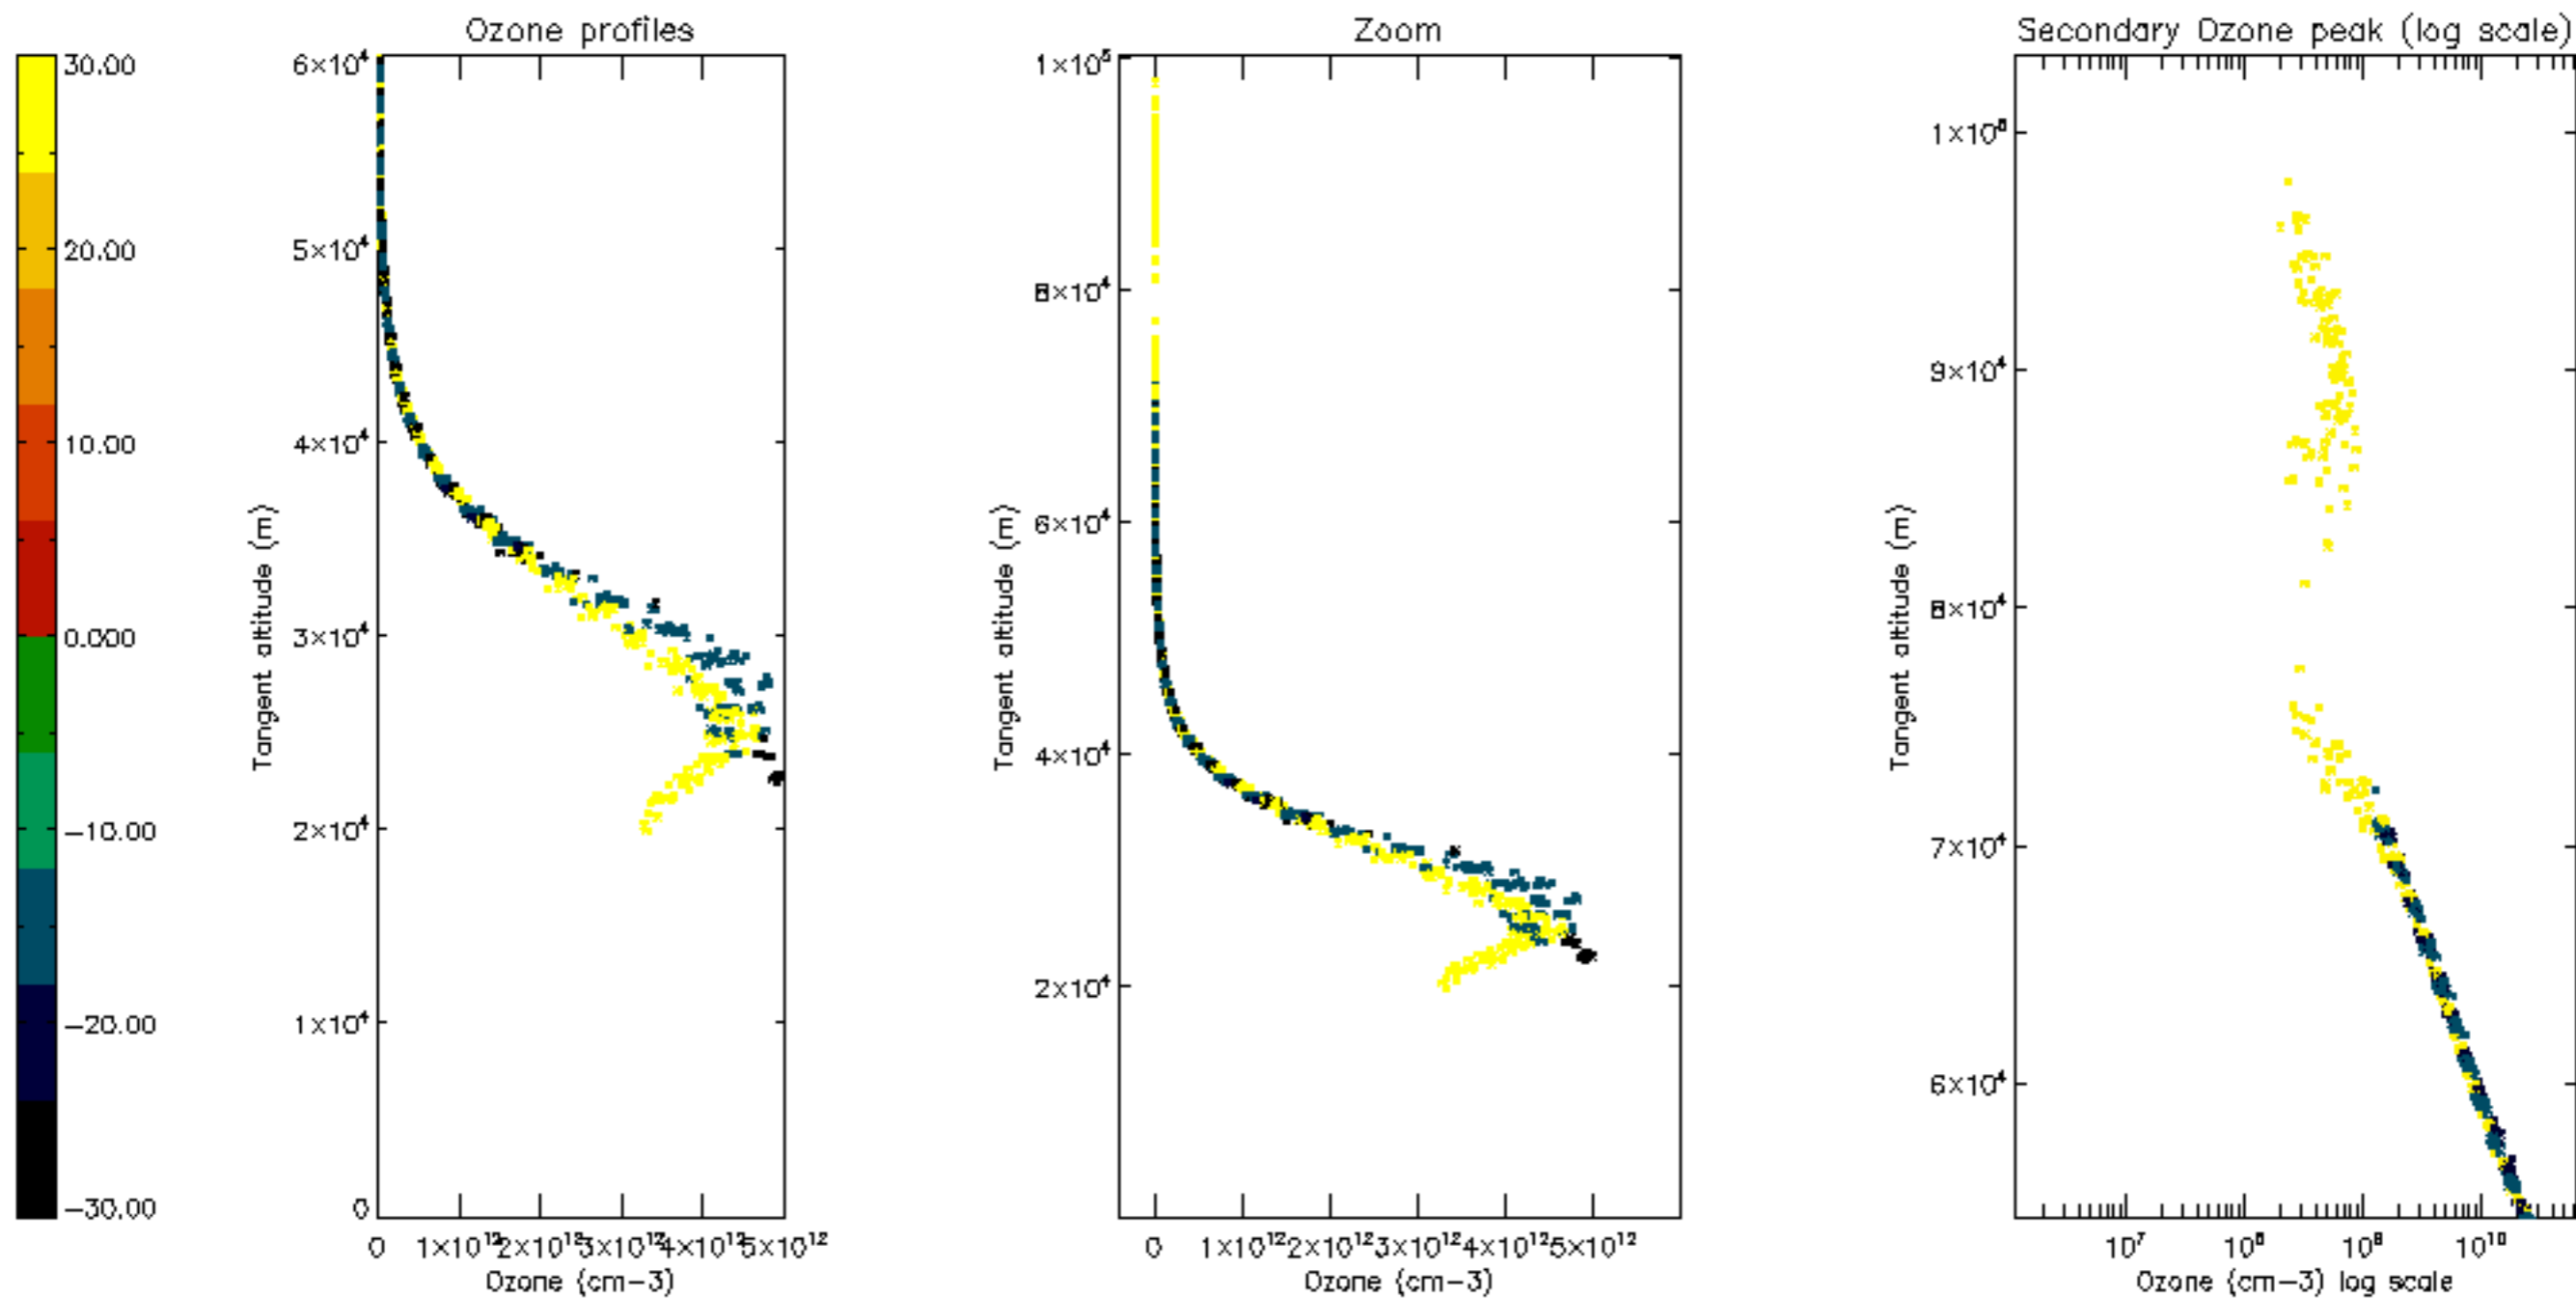 Ozone profiles
Zoom
Secondary Ozone peak (log scale)
30.00
20.00
10.00
0.000
-10.00
-20.00
-30.00
6×10⁴
5×10⁴
4×10⁴
3×10⁴
2×10⁴
1×10⁴
0
Tangent altitude (m)
0 1×10¹² 2×10¹² 3×10¹² 4×10¹² 5×10¹²
Ozone (cm-3)
1×10⁵
8×10⁴
6×10⁴
4×10⁴
2×10⁴
Tangent altitude (m)
0 1×10¹² 2×10¹² 3×10¹² 4×10¹² 5×10¹²
Ozone (cm-3)
1×10⁵
9×10⁴
8×10⁴
7×10⁴
6×10⁴
Tangent altitude (m)
10⁷ 10⁸ 10⁹ 10¹⁰
Ozone (cm-3) log scale